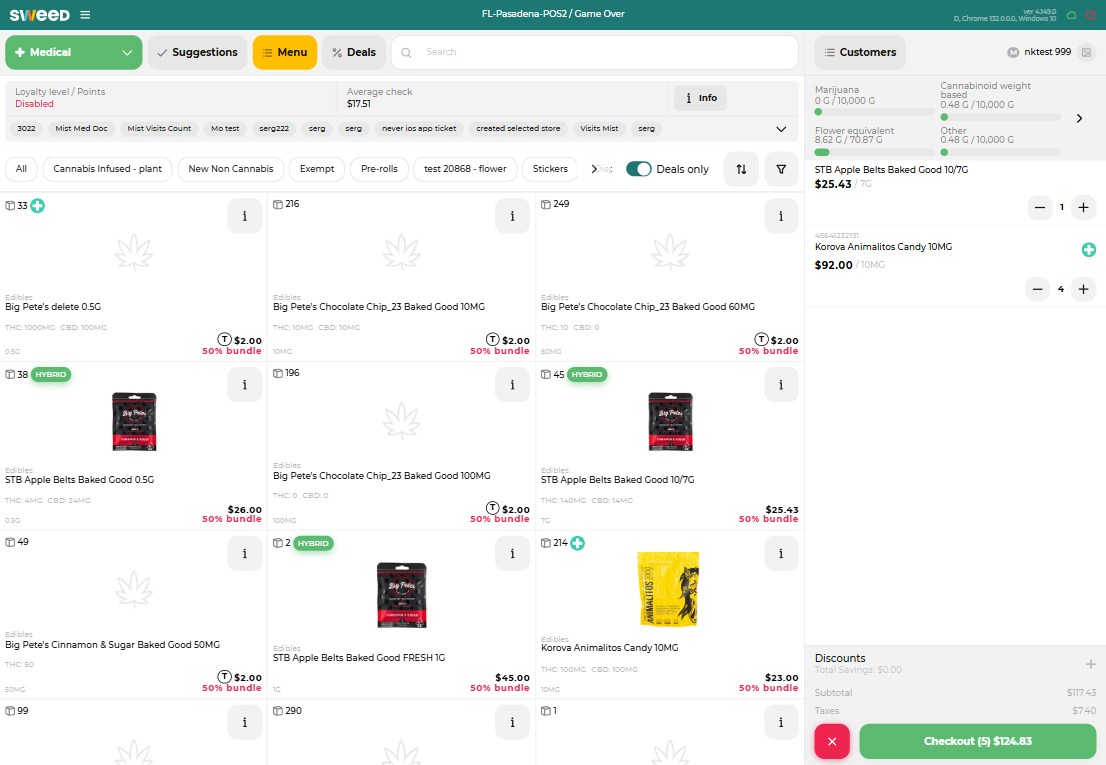 sweed
FL-Pasadena-POS2 / Game Over
ver 4.149.0
D, Chrome 132.0.0.0, Windows 10
Medical
Suggestions
Menu
Deals
Search
Customers
M nktest 999
Loyalty level / Points
Disabled
Average check
$17.51
Info
3022
Mist Med Doc
Mist Visits Count
Mo test
serg222
serg
serg
never ios app ticket
created selected store
Visits Mist
serg
All
Cannabis Infused - plant
New Non Cannabis
Exempt
Pre-rolls
test 20868 - flower
Stickers
Deals only
33
Edibles
Big Pete's delete 0.5G
THC: 1000MG CBD: 100MG
T $2.00
0.5G
50% bundle
216
Edibles
Big Pete's Chocolate Chip_23 Baked Good 10MG
THC: 10MG CBD: 10MG
T $2.00
10MG
50% bundle
249
Edibles
Big Pete's Chocolate Chip_23 Baked Good 60MG
THC: 10 CBD: 0
T $2.00
60MG
50% bundle
38 HYBRID
Big Petes
Edibles
STB Apple Belts Baked Good 0.5G
THC: 4MG CBD: 24MG
$26.00
0.5G
50% bundle
196
Edibles
Big Pete's Chocolate Chip_23 Baked Good 100MG
THC: 0 CBD: 0
T $2.00
100MG
50% bundle
45 HYBRID
Big Petes
Edibles
STB Apple Belts Baked Good 10/7G
THC: 140MG CBD: 14MG
$25.43
7G
50% bundle
49
Edibles
Big Pete's Cinnamon & Sugar Baked Good 50MG
THC: 50
T $2.00
50MG
50% bundle
2 HYBRID
Big Petes
Edibles
STB Apple Belts Baked Good FRESH 1G
$45.00
1G
50% bundle
214
ANIMALITOS
Edibles
Korova Animalitos Candy 10MG
THC: 100MG CBD: 100MG
$23.00
10MG
50% bundle
99
290
1
Marijuana
0 G / 10,000 G
Cannabinoid weight
based
0.48 G / 10,000 G
Flower equivalent
8.62 G / 70.87 G
Other
0.48 G / 10,000 G
STB Apple Belts Baked Good 10/7G
$25.43 / 7G
1
45641232131
Korova Animalitos Candy 10MG
$92.00 / 10MG
4
Discounts
Total Savings: $0.00
Subtotal
$117.43
Taxes
$7.40
Checkout (5) $124.83